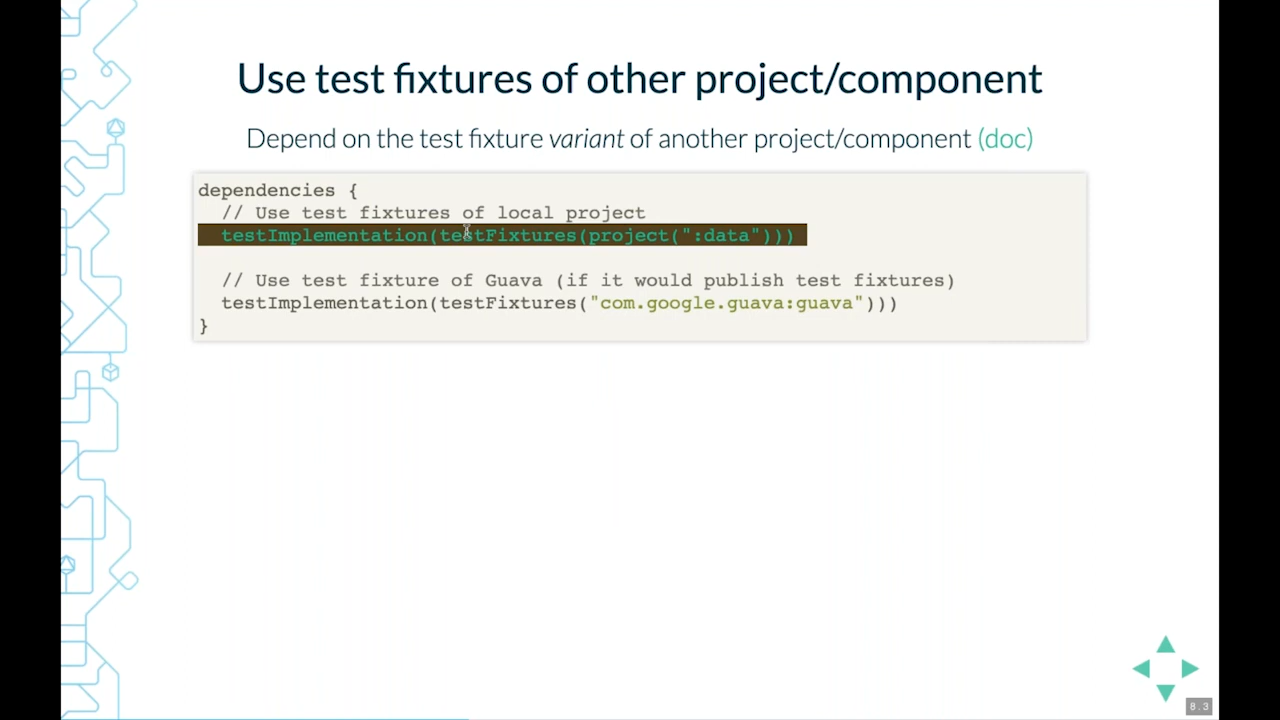 Use test fixtures of other project/component
Depend on the test fixture variant of another project/component (doc)
dependencies {
  // Use test fixtures of local project
  testImplementation(testFixtures(project(":data")))

  // Use test fixture of Guava (if it would publish test fixtures)
  testImplementation(testFixtures("com.google.guava:guava")))
}
8.3